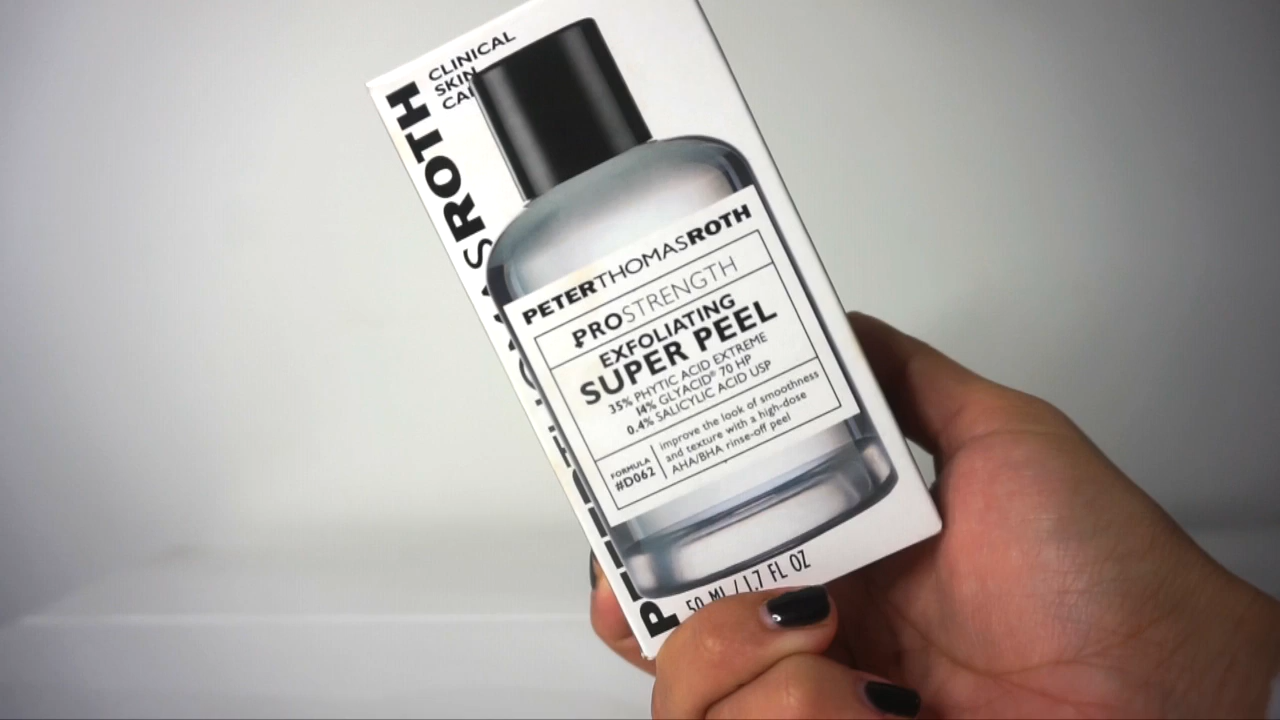 CLINICAL
SKIN
ROTH
PETERTHOMASROTH
PROSTRENGTH
EXFOLIATING
SUPER PEEL
35% PHYTIC ACID EXTREME
14% GLYACID® 70 HP
0.4% SALICYLIC ACID USP
FORMULA
#D062
improve the look of smoothness
and texture with a high-dose
AHA/BHA rinse-off peel
50 ML / 1.7 FL OZ